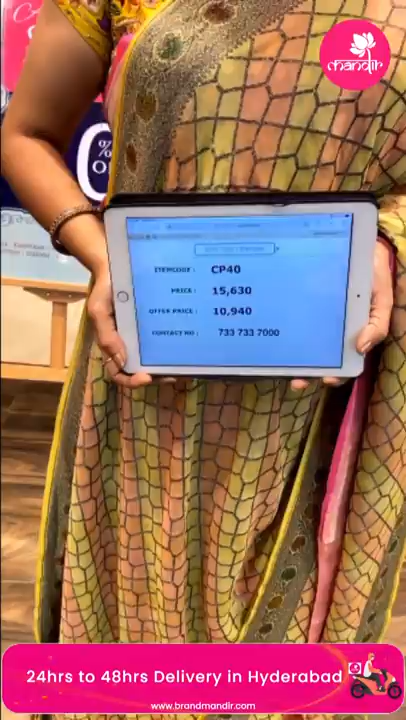 mandir
% OFF
ITEMCODE : CP40
PRICE : 15,630
OFFER PRICE : 10,940
CONTACT NO : 733 733 7000
24hrs to 48hrs Delivery in Hyderabad
www.brandmandir.com